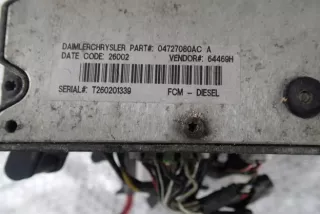 DAIMLERCHRYSLER PART#: 04727080AC A
DATE CODE: 26002 VENDOR#: 64469H
SERIAL#: T260201339 FCM - DIESEL